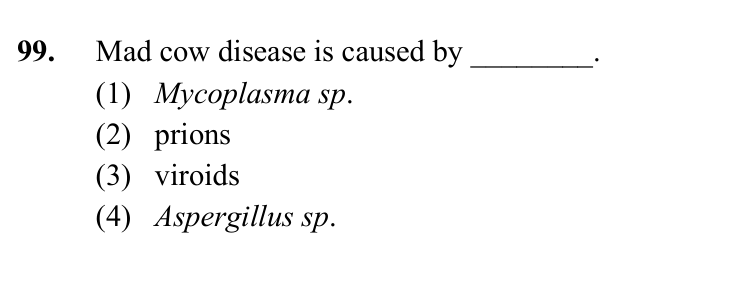 99. Mad cow disease is caused by ________.
(1) Mycoplasma sp.
(2) prions
(3) viroids
(4) Aspergillus sp.